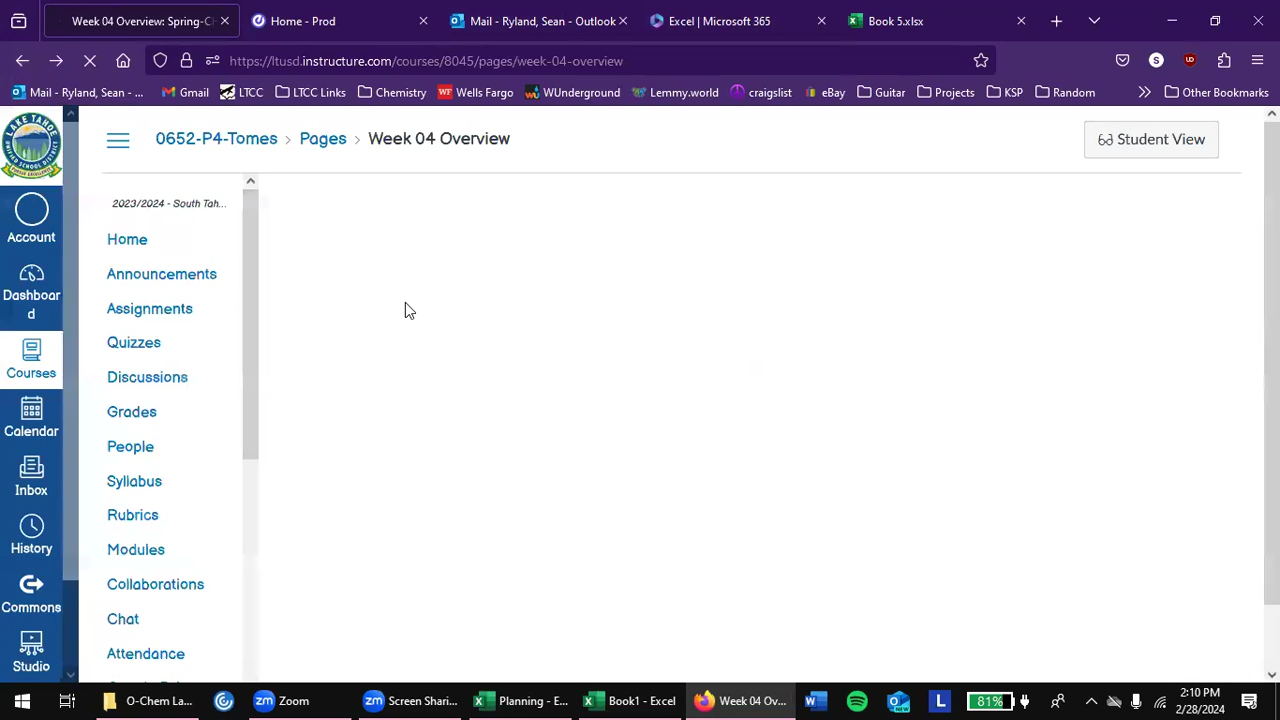 Week 04 Overview: Spring-Ch
Home - Prod
Mail - Ryland, Sean - Outlook
Excel | Microsoft 365
Book 5.xlsx
https://ltusd.instructure.com/courses/8045/pages/week-04-overview
S
Mail - Ryland, Sean - ...
Gmail
LTCC
LTCC Links
Chemistry
WF Wells Fargo
WUnderground
Lemmy.world
craigslist
eBay
Guitar
Projects
KSP
Random
Other Bookmarks
0652-P4-Tomes
Pages
Week 04 Overview
Student View
2023/2024 - South Tah...
Home
Announcements
Assignments
Quizzes
Discussions
Grades
People
Syllabus
Rubrics
Modules
Collaborations
Chat
Attendance
Account
Dashboar
d
Courses
Calendar
Inbox
History
Commons
Studio
O-Chem La...
zm Zoom
zm Screen Shari...
Planning - E...
Book1 - Excel
Week 04 Ov...
L
81%
2:10 PM
2/28/2024